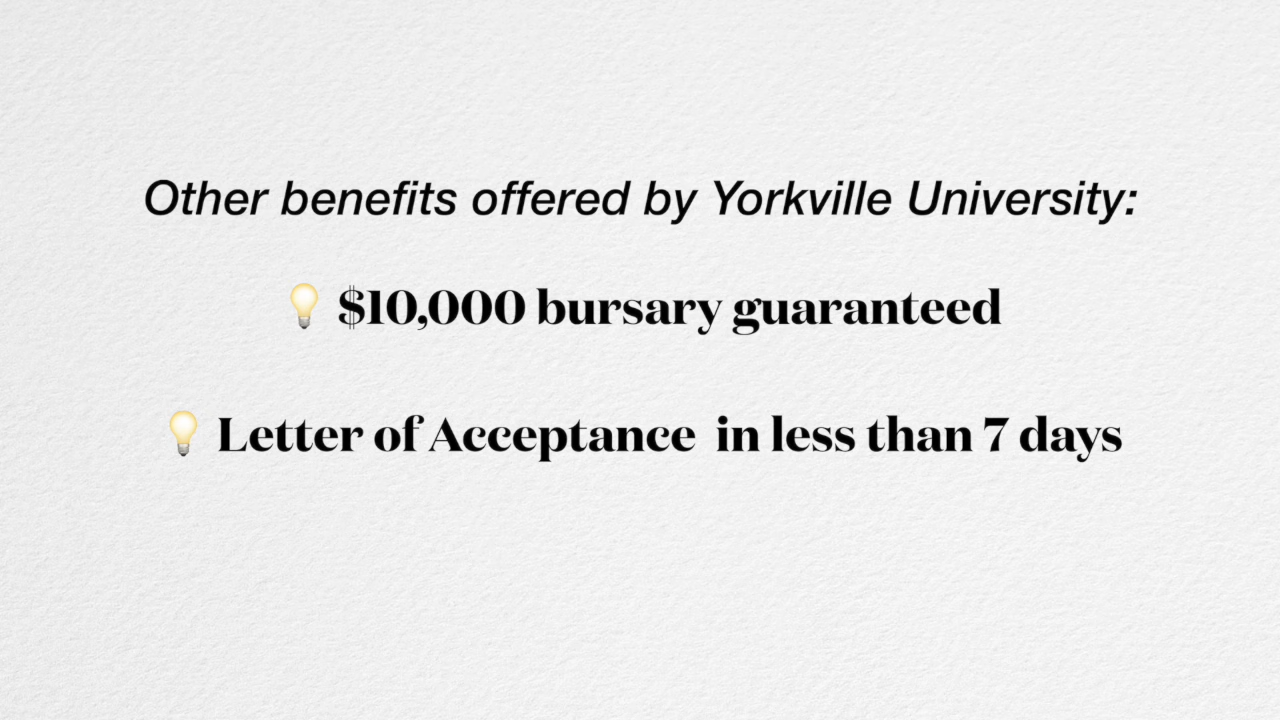 Other benefits offered by Yorkville University:
💡 $10,000 bursary guaranteed
💡 Letter of Acceptance in less than 7 days